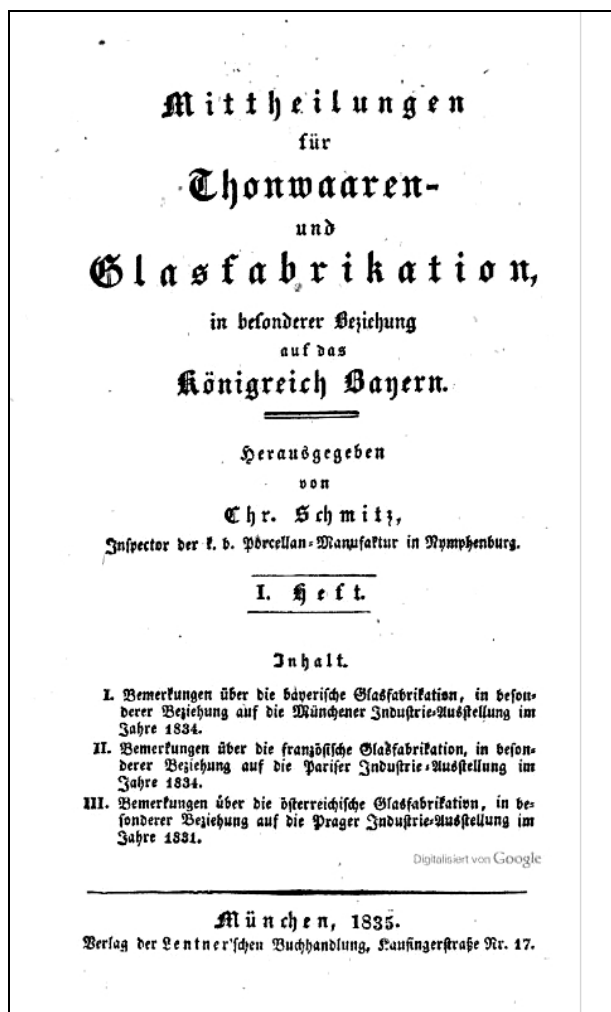 Mittheilungen
für
Thonwaaren-
und
Glasfabrikation,
in besonderer Beziehung
auf das
Königreich Bayern.
Herausgegeben
von
Chr. Schmitz,
Inspector der k. b. Porcellan-Manufaktur in Nymphenburg.
I. Heft.
Inhalt.
I. Bemerkungen über die bayerische Glasfabrikation, in beson-
derer Beziehung auf die Münchener Industrie-Ausstellung im
Jahre 1834.
II. Bemerkungen über die französische Glasfabrikation, in beson-
derer Beziehung auf die Pariser Industrie-Ausstellung im
Jahre 1834.
III. Bemerkungen über die österreichische Glasfabrikation, in be-
sonderer Beziehung auf die Prager Industrie-Ausstellung im
Jahre 1831.
Digitalisiert von Google
München, 1835.
Verlag der Lentner'schen Buchhandlung, Kaufingerstraße Nr. 17.